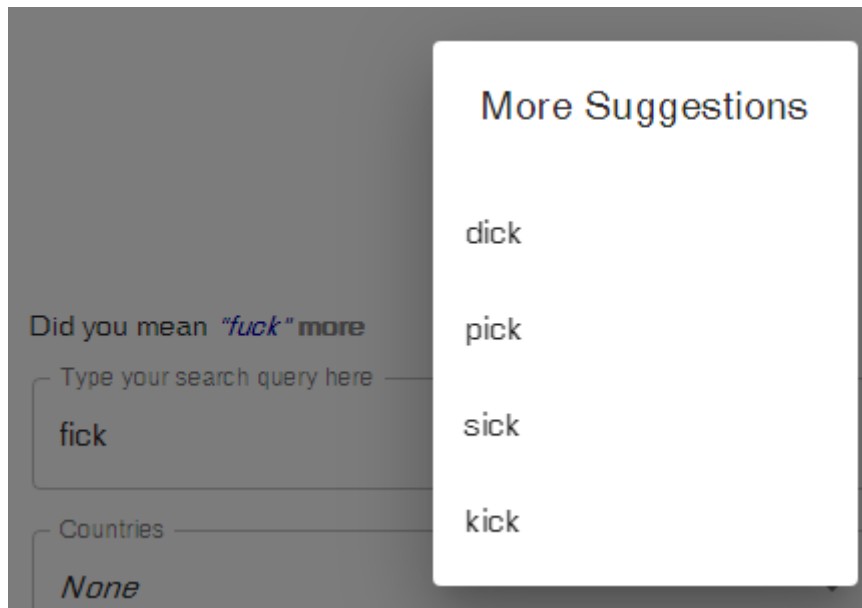 More Suggestions
dick
pick
sick
kick
Did you mean "fuck" more
Type your search query here
fick
Countries
None